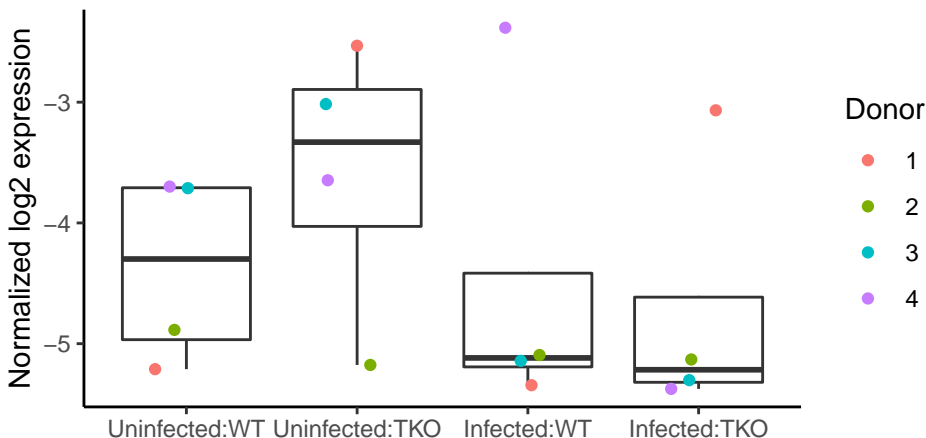 Normalized log2 expression
−3
−4
−5
Uninfected:WT
Uninfected:TKO
Infected:WT
Infected:TKO
Donor
1
2
3
4